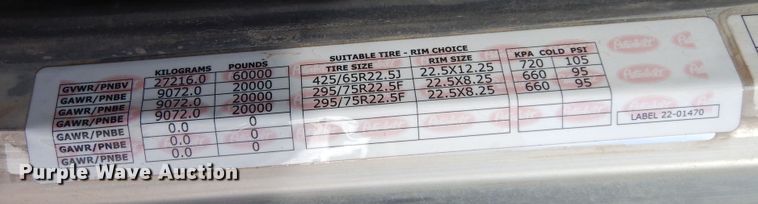 SUITABLE TIRE - RIM CHOICE
KILOGRAMS POUNDS TIRE SIZE RIM SIZE KPA COLD PSI
GVWR/PNBV 27216.0 60000 425/65R22.5J 22.5X12.25 720 105
GAWR/PNBE 9072.0 20000 295/75R22.5F 22.5X8.25 660 95
GAWR/PNBE 9072.0 20000 295/75R22.5F 22.5X8.25 660 95
GAWR/PNBE 9072.0 20000
GAWR/PNBE 0.0 0
GAWR/PNBE 0.0 0
GAWR/PNBE 0.0 0
LABEL 22-01470
Purple Wave Auction